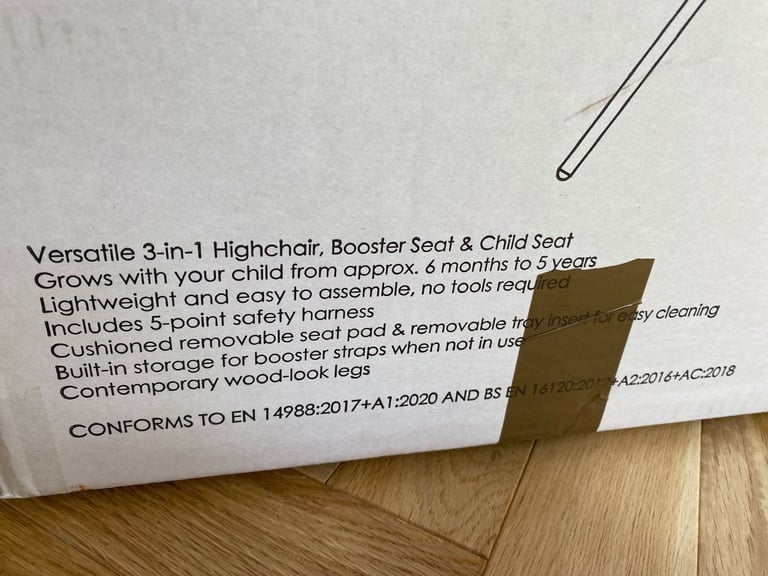 Versatile 3-in-1 Highchair, Booster Seat & Child Seat
Grows with your child from approx. 6 months to 5 years
Lightweight and easy to assemble, no tools required
Includes 5-point safety harness
Cushioned removable seat pad & removable tray insert for easy cleaning
Built-in storage for booster straps when not in use
Contemporary wood-look legs
CONFORMS TO EN 14988:2017+A1:2020 AND BS EN 16120:2012+A2:2016+AC:2018